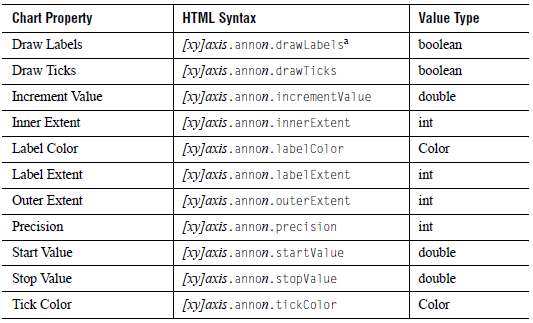 Chart Property HTML Syntax Value Type
Draw Labels [xy]axis.annon.drawLabelsa boolean
Draw Ticks [xy]axis.annon.drawTicks boolean
Increment Value [xy]axis.annon.incrementValue double
Inner Extent [xy]axis.annon.innerExtent int
Label Color [xy]axis.annon.labelColor Color
Label Extent [xy]axis.annon.labelExtent int
Outer Extent [xy]axis.annon.outerExtent int
Precision [xy]axis.annon.precision int
Start Value [xy]axis.annon.startValue double
Stop Value [xy]axis.annon.stopValue double
Tick Color [xy]axis.annon.tickColor Color